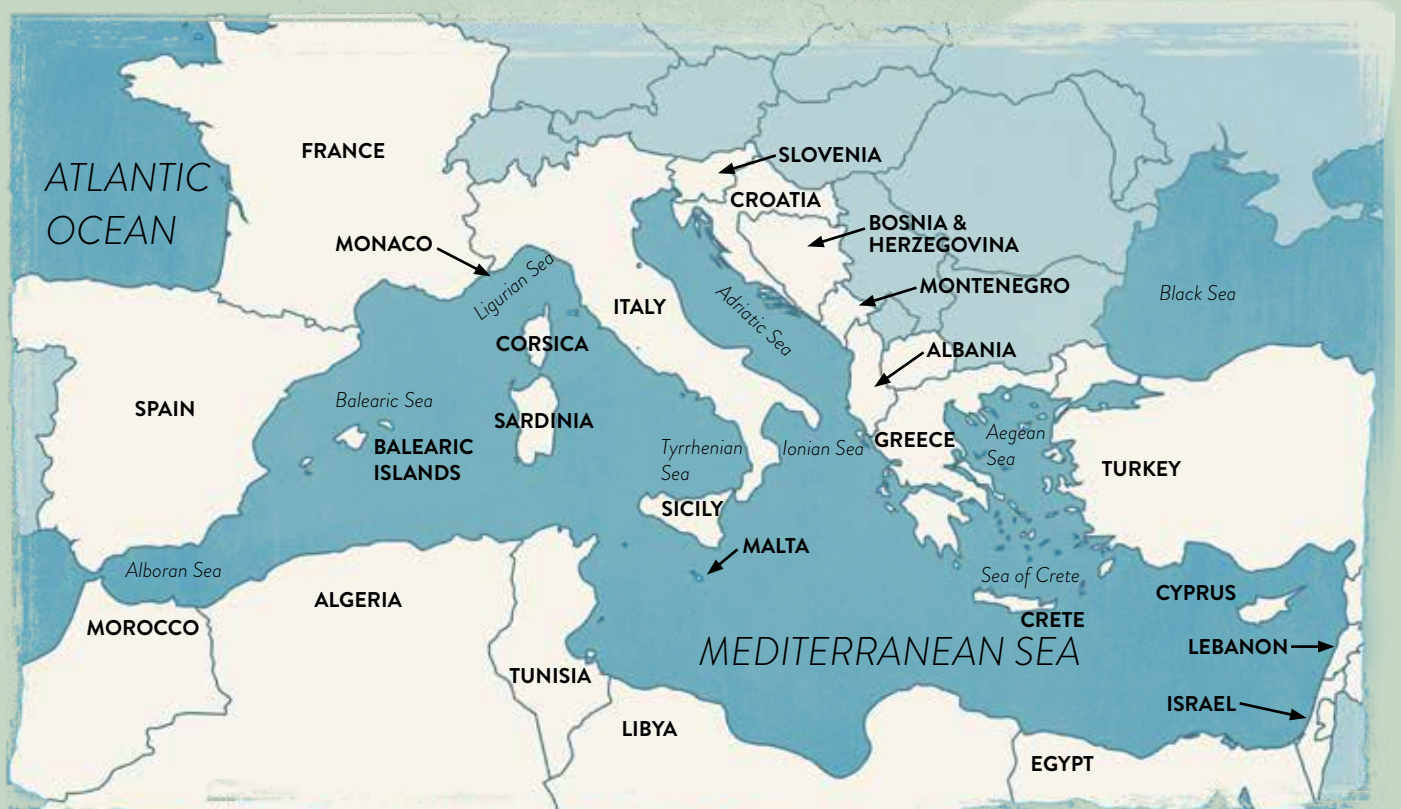 FRANCE
SLOVENIA
ATLANTIC
OCEAN
CROATIA
BOSNIA &
HERZEGOVINA
MONACO
Ligurian Sea
MONTENEGRO
Black Sea
ITALY
Adriatic Sea
CORSICA
ALBANIA
Balearic Sea
SPAIN
SARDINIA
BALEARIC
ISLANDS
Tyrrhenian
Sea
Ionian Sea
GREECE
Aegean
Sea
TURKEY
SICILY
MALTA
Alboran Sea
Sea of Crete
CYPRUS
ALGERIA
MOROCCO
CRETE
MEDITERRANEAN SEA
LEBANON
TUNISIA
ISRAEL
LIBYA
EGYPT